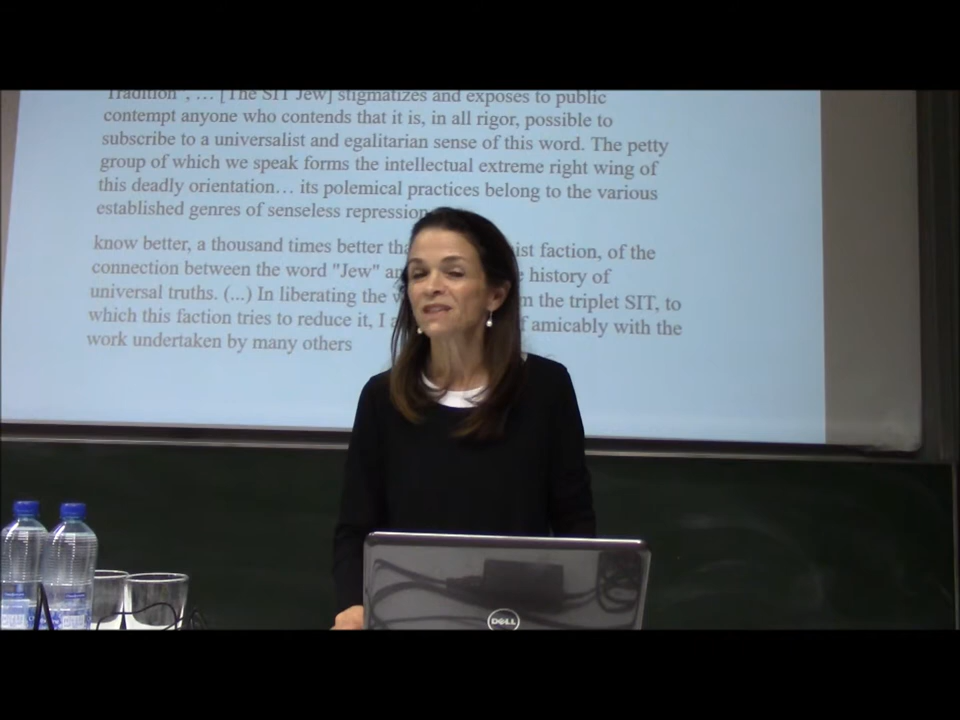 Tradition", … [The SIT Jew] stigmatizes and exposes to public
contempt anyone who contends that it is, in all rigor, possible to
subscribe to a universalist and egalitarian sense of this word. The petty
group of which we speak forms the intellectual extreme right wing of
this deadly orientation… its polemical practices belong to the various
established genres of senseless repression
know better, a thousand times better ist faction, of the
connection between the word "Jew" history of
universal truths. (...) In liberating the the triplet SIT, to
which this faction tries to reduce it, I amicably with the
work undertaken by many others
DELL